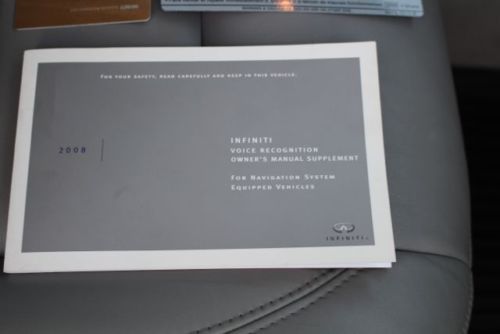 FOR YOUR SAFETY, READ CAREFULLY AND KEEP IN THIS VEHICLE.
2008
INFINITI
VOICE RECOGNITION
OWNER'S MANUAL SUPPLEMENT
FOR NAVIGATION SYSTEM
EQUIPPED VEHICLES
INFINITI